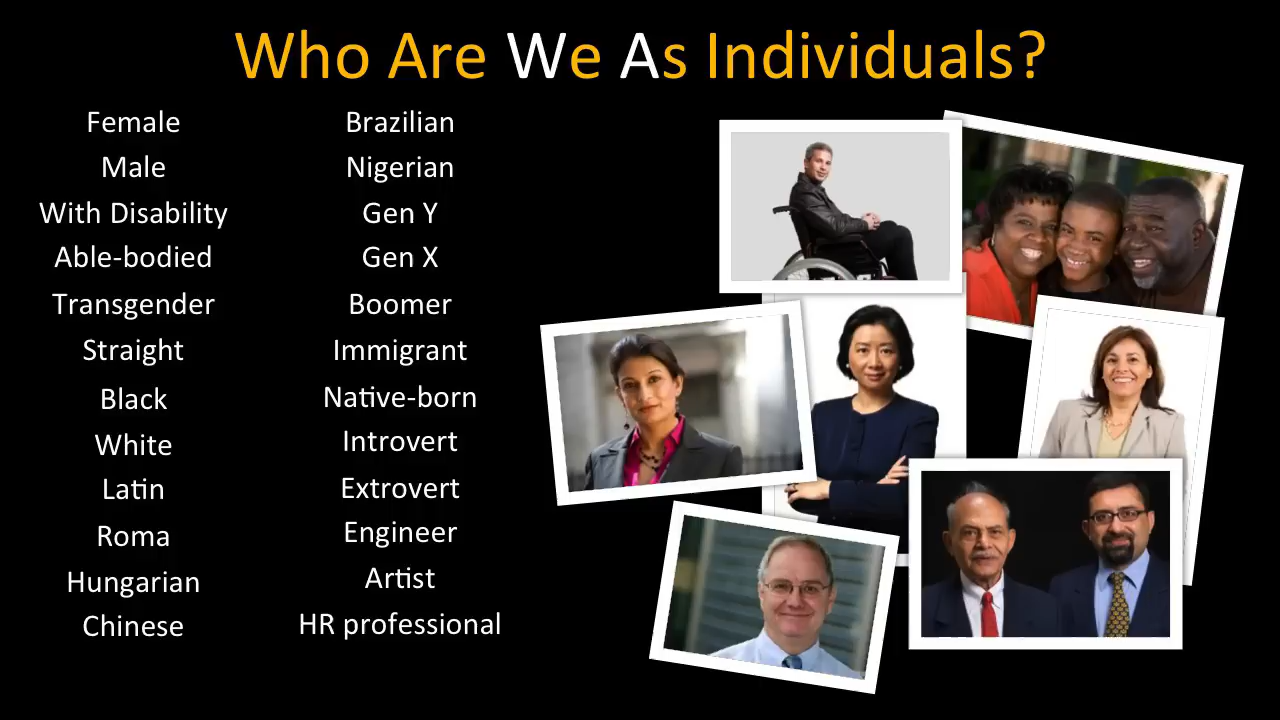 Who Are We As Individuals?
Female
Male
With Disability
Able-bodied
Transgender
Straight
Black
White
Latin
Roma
Hungarian
Chinese
Brazilian
Nigerian
Gen Y
Gen X
Boomer
Immigrant
Native-born
Introvert
Extrovert
Engineer
Artist
HR professional